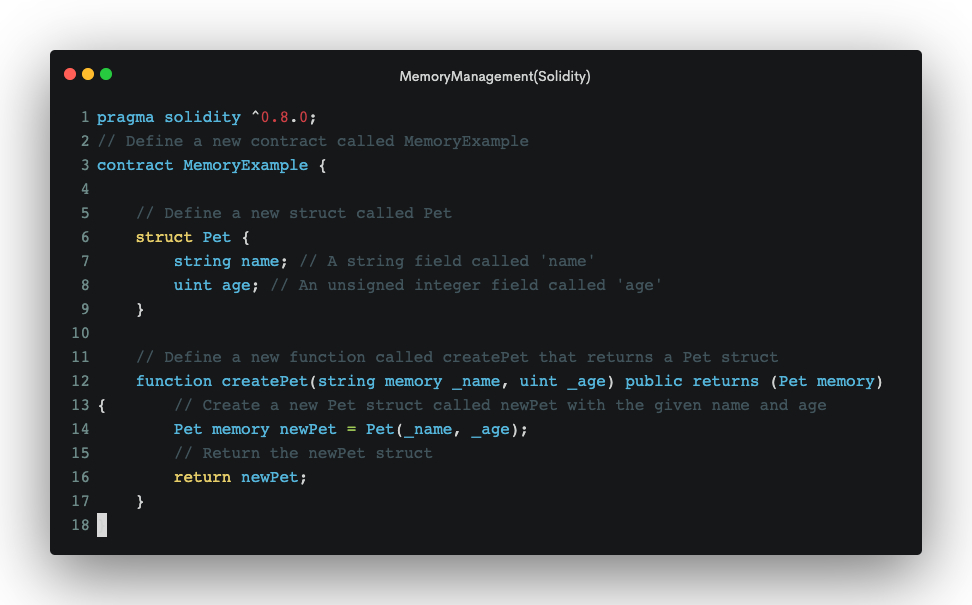 MemoryManagement(Solidity)
1 pragma solidity ^0.8.0;
2 // Define a new contract called MemoryExample
3 contract MemoryExample {
4
5     // Define a new struct called Pet
6     struct Pet {
7         string name; // A string field called 'name'
8         uint age; // An unsigned integer field called 'age'
9     }
10
11     // Define a new function called createPet that returns a Pet struct
12     function createPet(string memory _name, uint _age) public returns (Pet memory)
13 {       // Create a new Pet struct called newPet with the given name and age
14         Pet memory newPet = Pet(_name, _age);
15         // Return the newPet struct
16         return newPet;
17     }
18